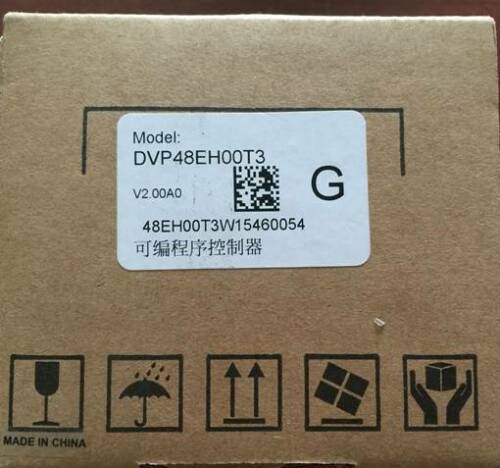 Model:
DVP48EH00T3
V2.00A0
G
48EH00T3W15460054
可编程序控制器
MADE IN CHINA